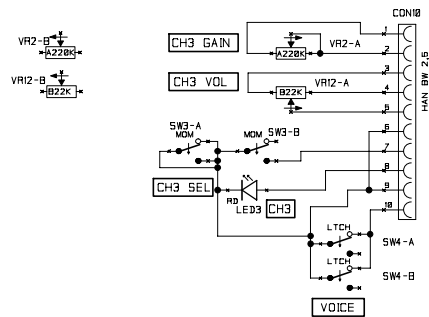 CON10
VR2-B
A220K
VR12-B
B22K
CH3 GAIN
A220K
VR2-A
CH3 VOL
B22K
VR12-A
1
2
3
4
5
6
7
8
9
10
HAN BW 2,5
SW3-A
MOM
MOM
SW3-B
CH3 SEL
RD
LED3
CH3
LTCH
SW4-A
LTCH
SW4-B
VOICE